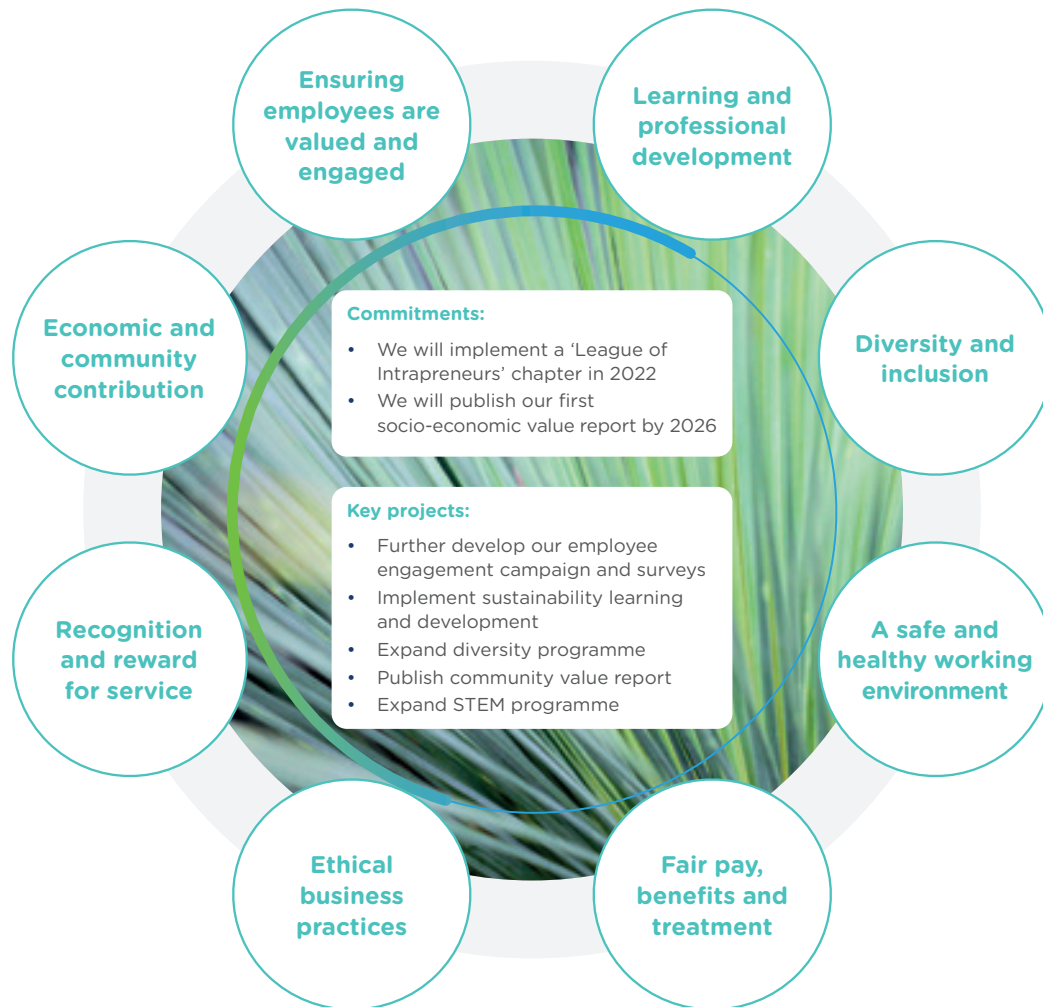 Ensuring
employees are
valued and
engaged
Learning and
professional
development
Diversity and
inclusion
A safe and
healthy working
environment
Fair pay,
benefits and
treatment
Ethical
business
practices
Recognition
and reward
for service
Economic and
community
contribution
Commitments:
• We will implement a ‘League of
Intrapreneurs’ chapter in 2022
• We will publish our first
socio-economic value report by 2026
Key projects:
• Further develop our employee
engagement campaign and surveys
• Implement sustainability learning
and development
• Expand diversity programme
• Publish community value report
• Expand STEM programme